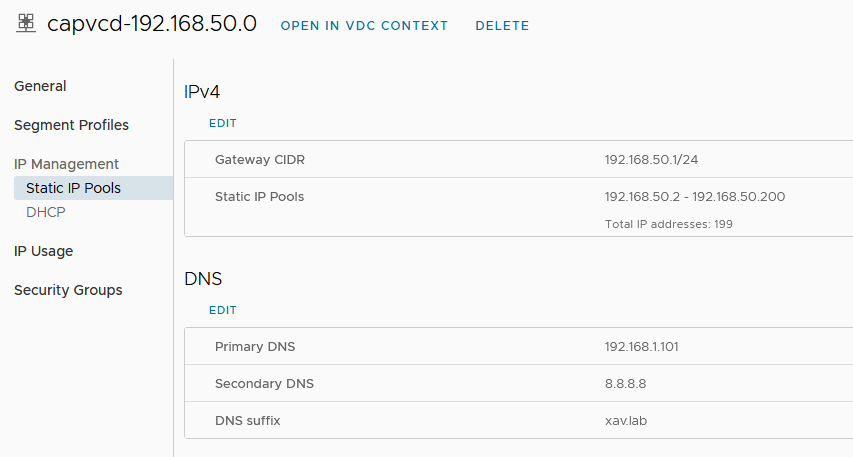 capvcd-192.168.50.0 OPEN IN VDC CONTEXT DELETE
General
Segment Profiles
IP Management
Static IP Pools
DHCP
IP Usage
Security Groups
IPv4
EDIT
Gateway CIDR 192.168.50.1/24
Static IP Pools 192.168.50.2 - 192.168.50.200
Total IP addresses: 199
DNS
EDIT
Primary DNS 192.168.1.101
Secondary DNS 8.8.8.8
DNS suffix xav.lab